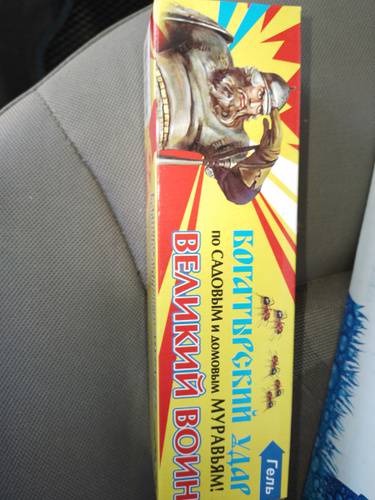 БОГАТЫРСКИЙ УДАР
по САДОВЫМ и домовым МУРАВЬЯМ!
ВЕЛИКИЙ ВОИН
Гель